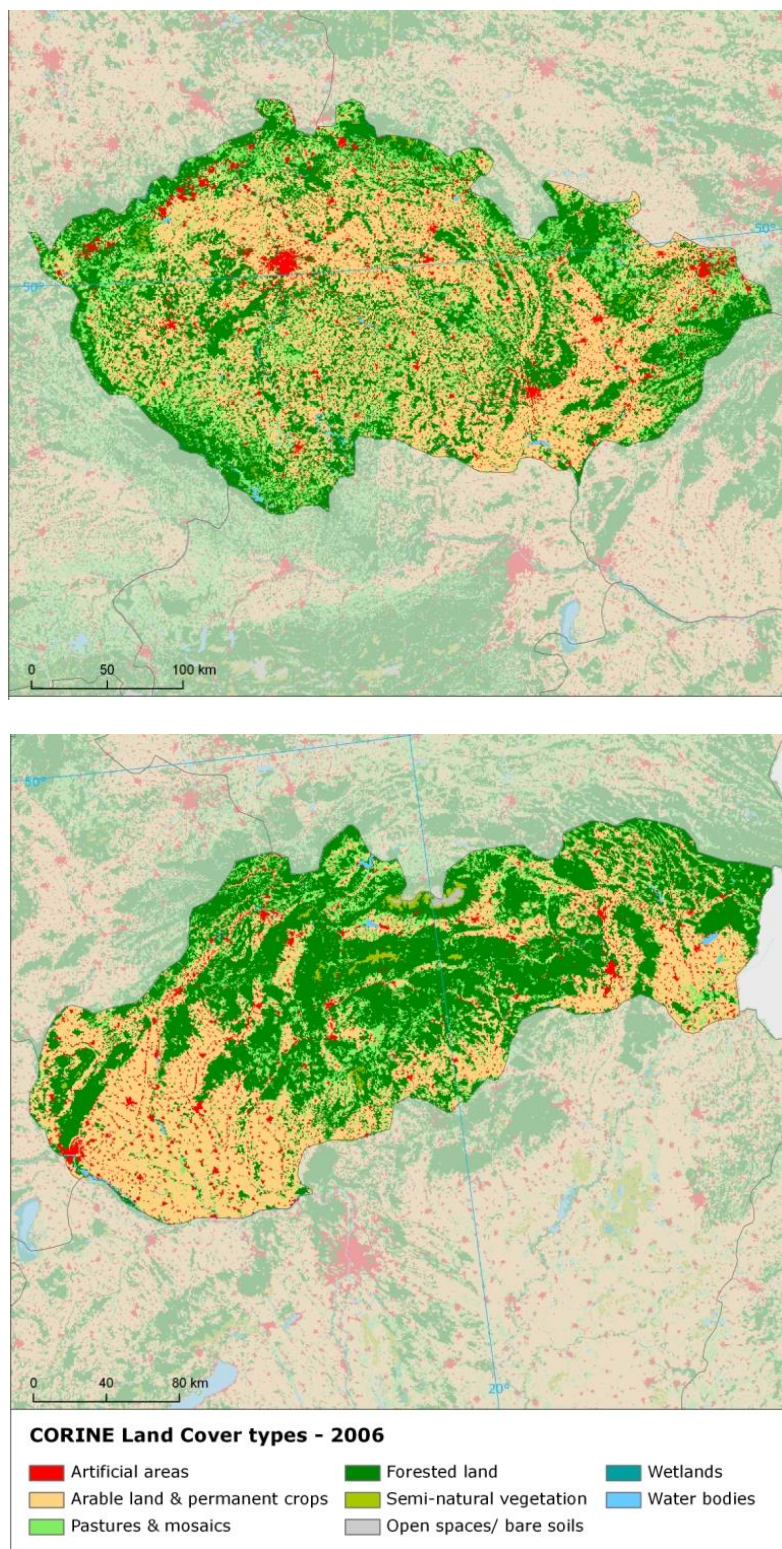 50°
50°
0 50 100 km
50°
20°
0 40 80 km
CORINE Land Cover types - 2006
Artificial areas
Arable land & permanent crops
Pastures & mosaics
Forested land
Semi-natural vegetation
Open spaces/ bare soils
Wetlands
Water bodies